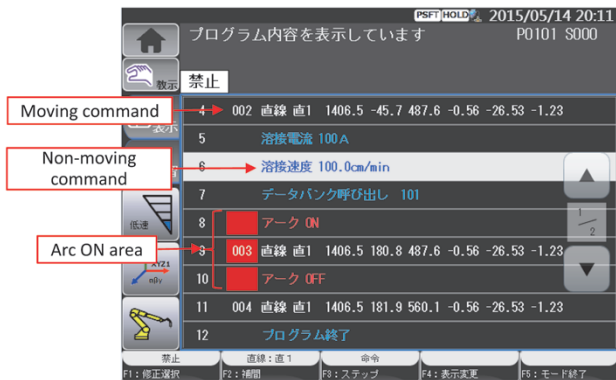 PSFT HOLD 2015/05/14 20:11
プログラム内容を表示しています P0101 S000
教示
禁止
Moving command
4 002 直線 直1 1406.5 -45.7 487.6 -0.56 -26.53 -1.23
表示
5 溶接電流 100A
Non-moving
command
6 溶接速度 100.0cm/min
7 データバンク呼び出し 101
低速
8 アーク ON
1
2
Arc ON area
9 003 直線 直1 1406.5 180.8 487.6 -0.56 -26.53 -1.23
XYZ1
10 アーク OFF
11 004 直線 直1 1406.5 181.9 560.1 -0.56 -26.53 -1.23
12 プログラム終了
禁止 直線:直1 命令
F1:修正選択 F2:補間 F3:ステップ F4:表示変更 F5:モード終了